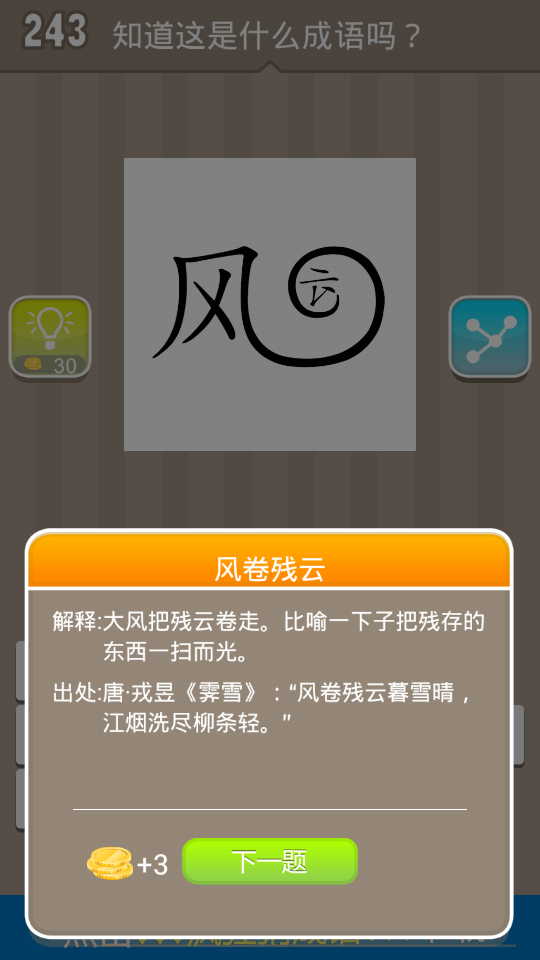 243 知道这是什么成语吗？
风
云
30
风卷残云
解释:大风把残云卷走。比喻一下子把残存的
东西一扫而光。
出处:唐·戎昱《霁雪》：“风卷残云暮雪晴，
江烟洗尽柳条轻。”
+3 下一题